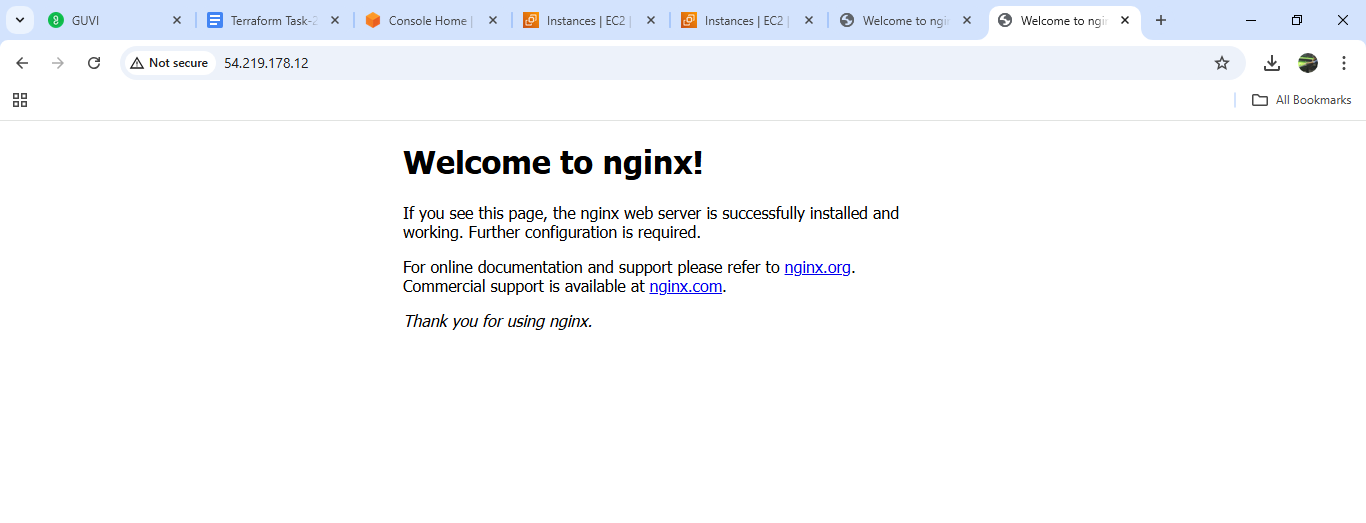 GUVI
Terraform Task-2
Console Home |
Instances | EC2 |
Instances | EC2 |
Welcome to ngin
Welcome to ngin
Not secure
54.219.178.12
All Bookmarks
Welcome to nginx!
If you see this page, the nginx web server is successfully installed and
working. Further configuration is required.
For online documentation and support please refer to nginx.org.
Commercial support is available at nginx.com.
Thank you for using nginx.